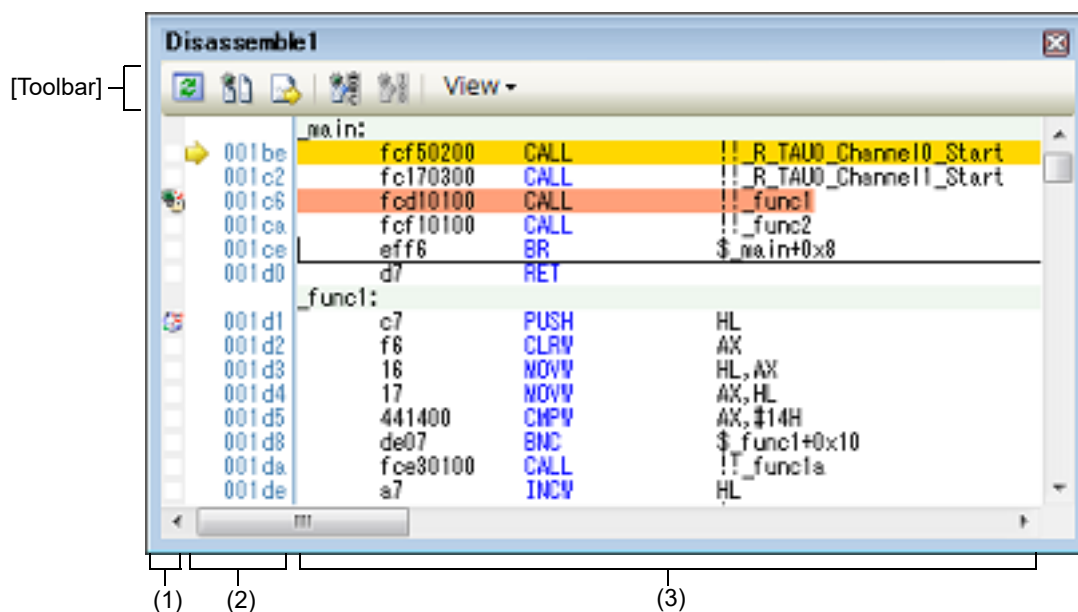 Disassemble1
[Toolbar]
View
_main:
001be fcf50200 CALL !!_R_TAU0_Channel0_Start
001c2 fc170300 CALL !!_R_TAU0_Channel1_Start
001c6 fcd10100 CALL !!_func1
001ca fcf10100 CALL !!_func2
001ce eff6 BR $_main+0x8
001d0 d7 RET
_func1:
001d1 c7 PUSH HL
001d2 f6 CLRW AX
001d3 16 MOVW HL,AX
001d4 17 MOVW AX,HL
001d5 441400 CMPW AX,#14H
001d8 de07 BNC $_func1+0x10
001da fce30100 CALL !!_func1a
001de a7 INCW HL
(1) (2) (3)